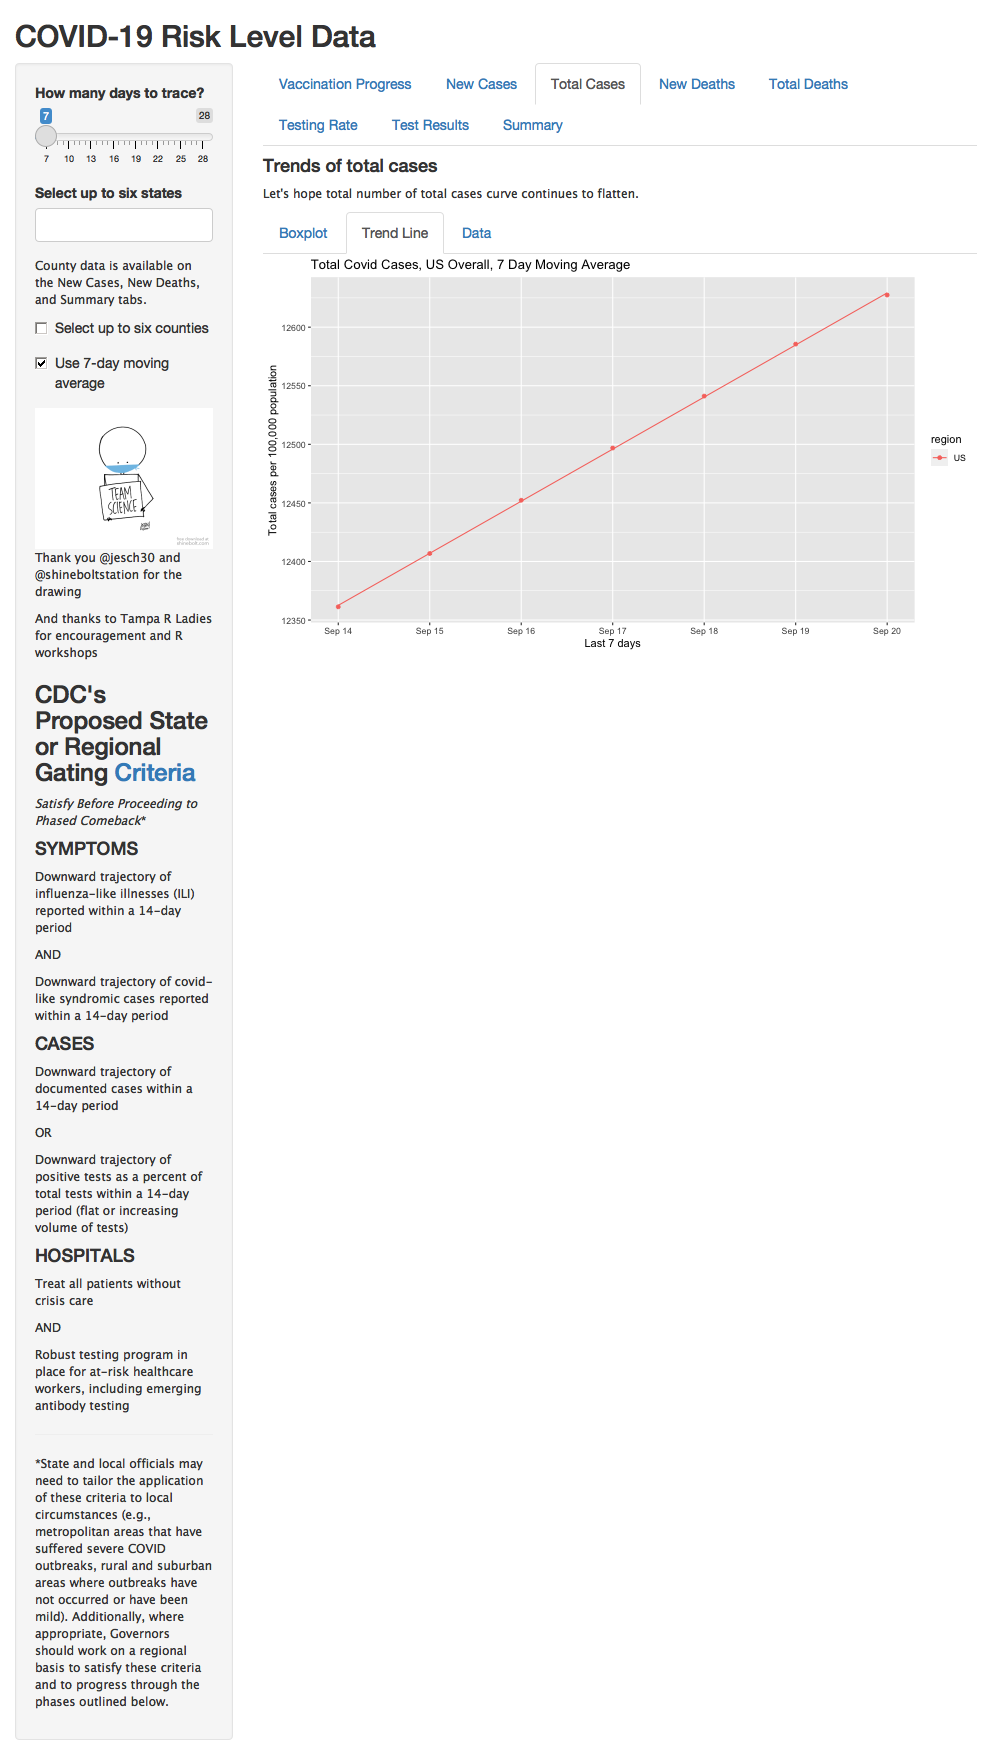 COVID-19 Risk Level Data
How many days to trace?
7 28
7 10 13 16 19 22 25 28
Select up to six states
County data is available on
the New Cases, New Deaths,
and Summary tabs.
Select up to six counties
Use 7-day moving
average
TEAM
SCIENCE
Thank you @jesch30 and
@shineboltstation for the
drawing
And thanks to Tampa R Ladies
for encouragement and R
workshops
CDC's
Proposed State
or Regional
Gating Criteria
Satisfy Before Proceeding to
Phased Comeback*
SYMPTOMS
Downward trajectory of
influenza-like illnesses (ILI)
reported within a 14-day
period
AND
Downward trajectory of covid-
like syndromic cases reported
within a 14-day period
CASES
Downward trajectory of
documented cases within a
14-day period
OR
Downward trajectory of
positive tests as a percent of
total tests within a 14-day
period (flat or increasing
volume of tests)
HOSPITALS
Treat all patients without
crisis care
AND
Robust testing program in
place for at-risk healthcare
workers, including emerging
antibody testing
*State and local officials may
need to tailor the application
of these criteria to local
circumstances (e.g.,
metropolitan areas that have
suffered severe COVID
outbreaks, rural and suburban
areas where outbreaks have
not occurred or have been
mild). Additionally, where
appropriate, Governors
should work on a regional
basis to satisfy these criteria
and to progress through the
phases outlined below.
Vaccination Progress New Cases Total Cases New Deaths Total Deaths
Testing Rate Test Results Summary
Trends of total cases
Let's hope total number of total cases curve continues to flatten.
Boxplot Trend Line Data
Total Covid Cases, US Overall, 7 Day Moving Average
Total cases per 100,000 population
12600
12550
12500
12450
12400
12350
Sep 14 Sep 15 Sep 16 Sep 17 Sep 18 Sep 19 Sep 20
Last 7 days
region
US